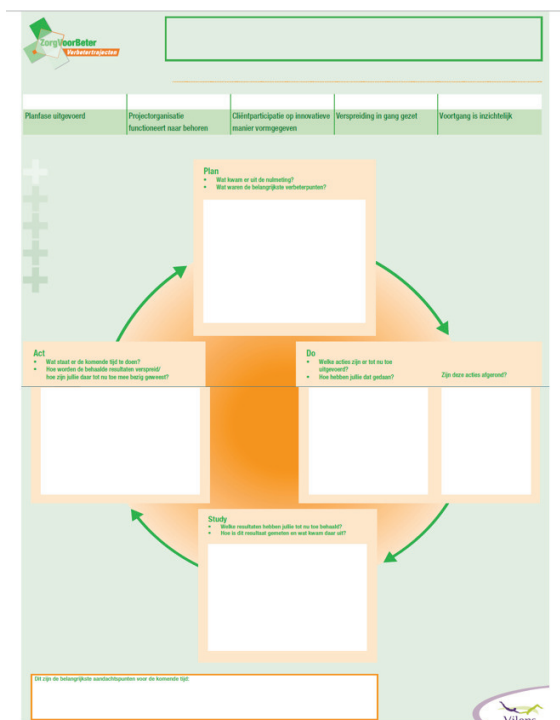 ZorgVoorBeter
Verbetertrajecten
Planfase uitgevoerd
Projectorganisatie
functioneert naar behoren
Cliëntparticipatie op innovatieve
manier vormgegeven
Verspreiding in gang gezet
Voortgang is inzichtelijk
Plan
• Wat kwam er uit de nulmeting?
• Wat waren de belangrijkste verbeterpunten?
Act
• Wat staat er de komende tijd te doen?
• Hoe worden de behaalde resultaten verspreid/
hoe zijn jullie daar tot nu toe mee bezig geweest?
Do
• Welke acties zijn er tot nu toe
uitgevoerd?
• Hoe hebben jullie dat gedaan?
Zijn deze acties afgerond?
Study
• Welke resultaten hebben jullie tot nu toe behaald?
• Hoe is dit resultaat gemeten en wat kwam daar uit?
Dit zijn de belangrijkste aandachtspunten voor de komende tijd:
Vilans